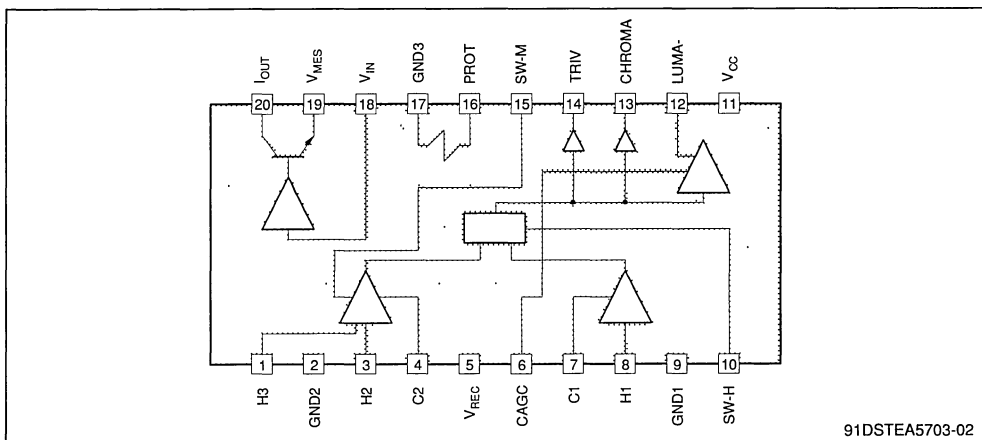 IOUT VMES VIN GND3 PROT SW-M TRIV CHROMA LUMA- VCC
20 19 18 17 16 15 14 13 12 11
1 2 3 4 5 6 7 8 9 10
H3 GND2 H2 C2 VREC CAGC C1 H1 GND1 SW-H
91DSTEA5703-02